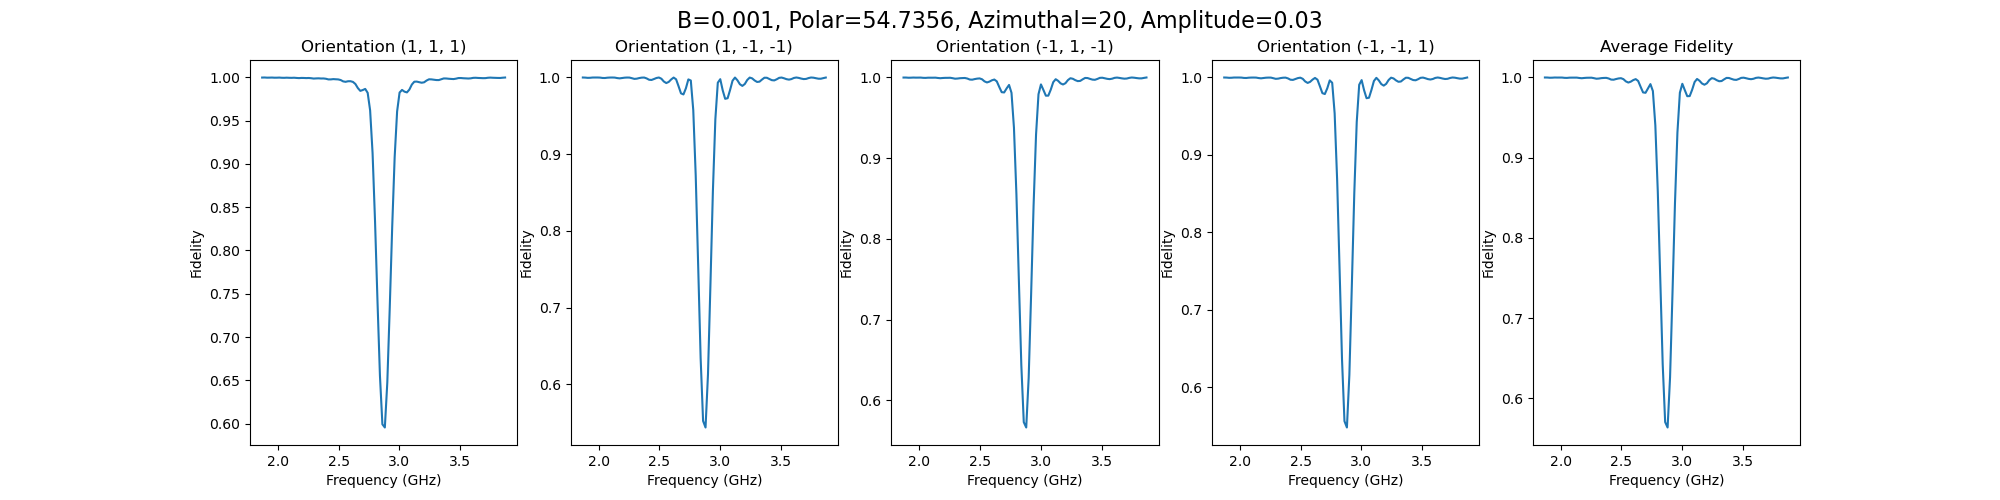 B=0.001, Polar=54.7356, Azimuthal=20, Amplitude=0.03
Orientation (1, 1, 1)
Fidelity
1.00
0.95
0.90
0.85
0.80
0.75
0.70
0.65
0.60
2.0 2.5 3.0 3.5
Frequency (GHz)
Orientation (1, -1, -1)
Fidelity
1.0
0.9
0.8
0.7
0.6
2.0 2.5 3.0 3.5
Frequency (GHz)
Orientation (-1, 1, -1)
Fidelity
1.0
0.9
0.8
0.7
0.6
2.0 2.5 3.0 3.5
Frequency (GHz)
Orientation (-1, -1, 1)
Fidelity
1.0
0.9
0.8
0.7
0.6
2.0 2.5 3.0 3.5
Frequency (GHz)
Average Fidelity
Fidelity
1.0
0.9
0.8
0.7
0.6
2.0 2.5 3.0 3.5
Frequency (GHz)